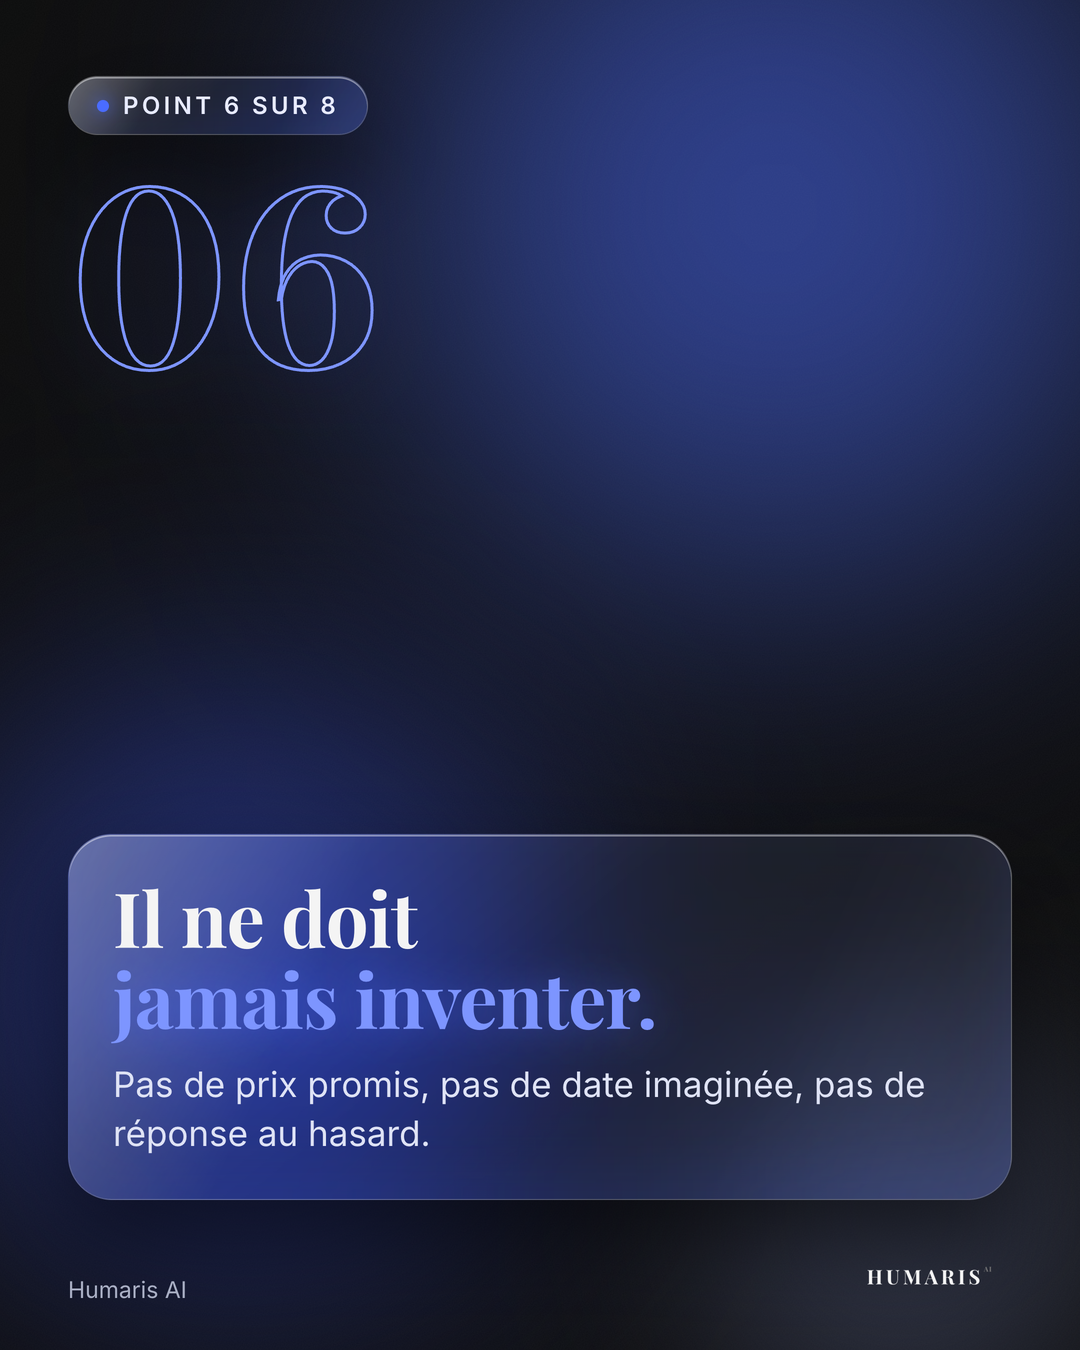 POINT 6 SUR 8
06
Il ne doit
jamais inventer.
Pas de prix promis, pas de date imaginée, pas de
réponse au hasard.
Humaris AI
HUMARIS AI